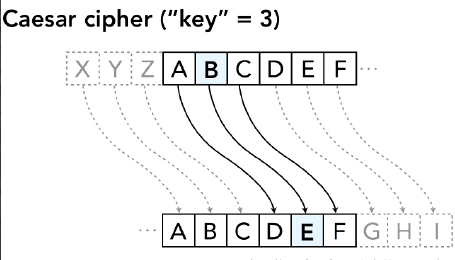 Caesar cipher (“key” = 3)
X Y Z A B C D E F ...
... A B C D E F G H I